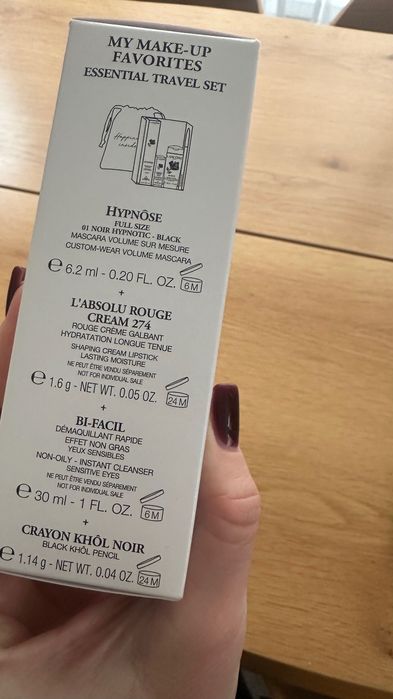 MY MAKE-UP
FAVORITES
ESSENTIAL TRAVEL SET
Happiness
inside
LANCÔME
HYPNÔSE
FULL SIZE
01 NOIR HYPNOTIC - BLACK
MASCARA VOLUME SUR MESURE
CUSTOM-WEAR VOLUME MASCARA
e 6.2 ml - 0.20 FL. OZ. 6M
+
L'ABSOLU ROUGE
CREAM 274
ROUGE CRÈME GALBANT
HYDRATATION LONGUE TENUE
SHAPING CREAM LIPSTICK
LASTING MOISTURE
NE PEUT ÊTRE VENDU SÉPAREMENT
NOT FOR INDIVIDUAL SALE
e 1.6 g - NET WT. 0.05 OZ. 24M
+
BI-FACIL
DÉMAQUILLANT RAPIDE
EFFET NON GRAS
YEUX SENSIBLES
NON-OILY - INSTANT CLEANSER
SENSITIVE EYES
NE PEUT ÊTRE VENDU SÉPAREMENT
NOT FOR INDIVIDUAL SALE
e 30 ml - 1 FL. OZ. 6M
+
CRAYON KHÔL NOIR
BLACK KHÔL PENCIL
e 1.14 g - NET WT. 0.04 OZ. 24M